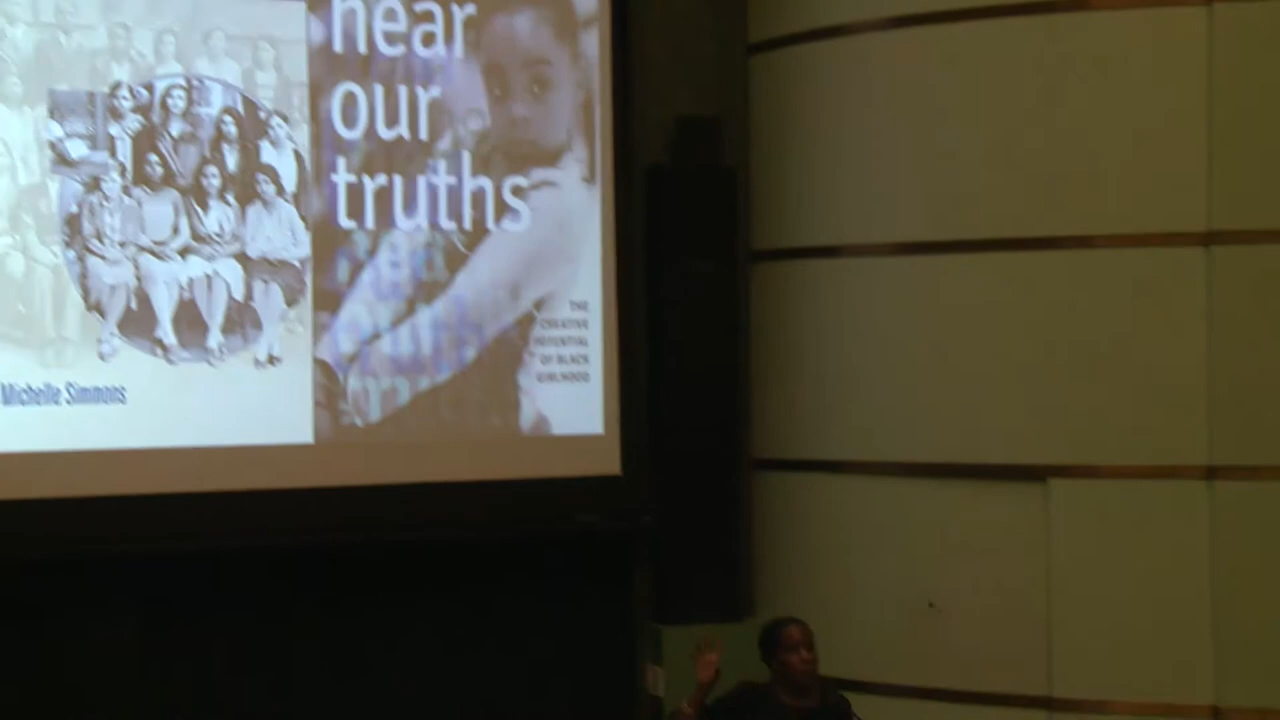 Michelle Simmons
hear
our
truths
THE
CREATIVE
POTENTIAL
OF BLACK
GIRLHOOD